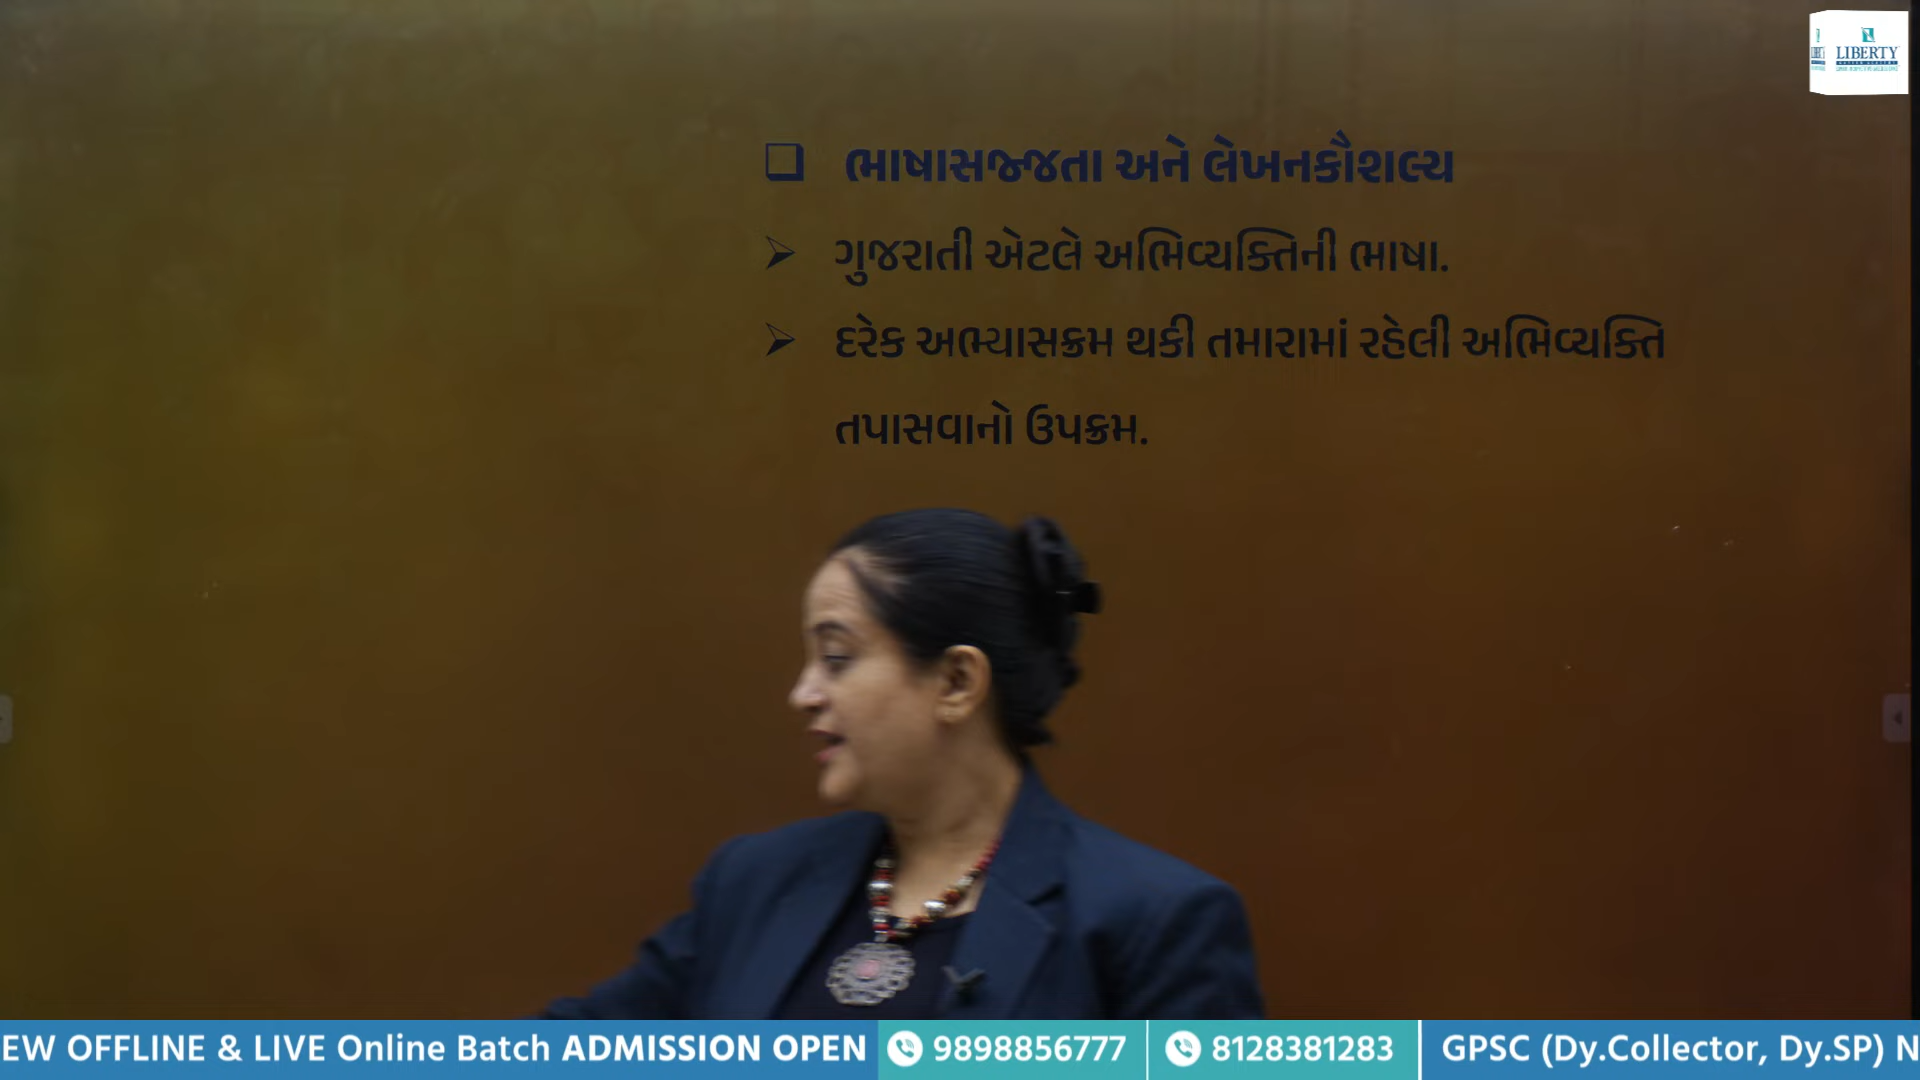 LIBERTY
ભાષાસજ્જતા અને લેખનકૌશલ્ય
ગુજરાતી એટલે અભિવ્યક્તિની ભાષા.
દરેક અભ્યાસક્રમ થકી તમારામાં રહેલી અભિવ્યક્તિ
તપાસવાનો ઉપક્રમ.
EW OFFLINE & LIVE Online Batch ADMISSION OPEN 9898856777 8128381283 GPSC (Dy.Collector, Dy.SP) N